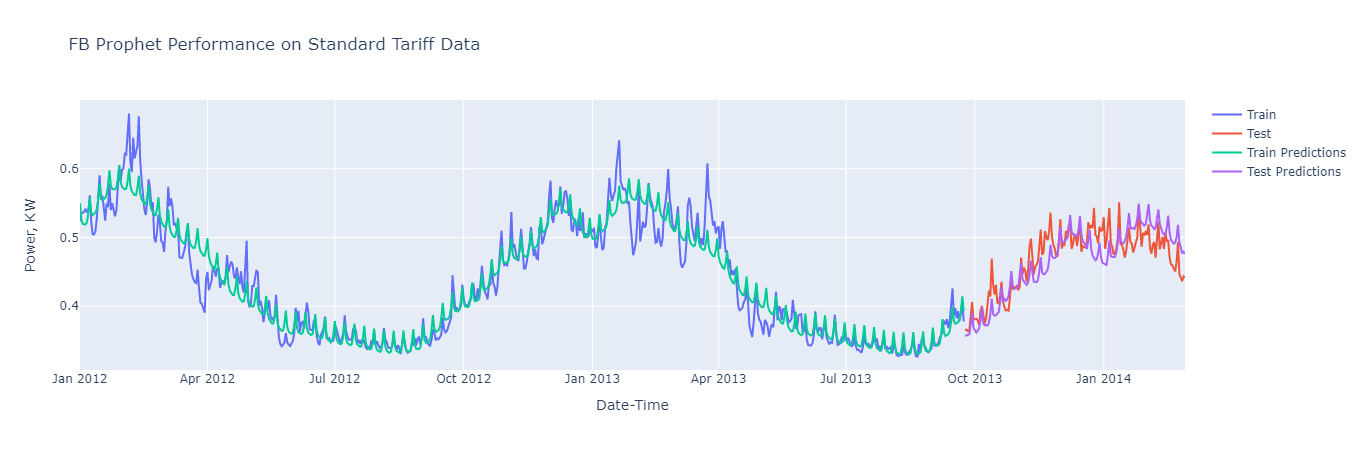 FB Prophet Performance on Standard Tariff Data
Train
Test
Train Predictions
Test Predictions
0.6
0.5
0.4
Power, KW
Jan 2012
Apr 2012
Jul 2012
Oct 2012
Jan 2013
Apr 2013
Jul 2013
Oct 2013
Jan 2014
Date-Time